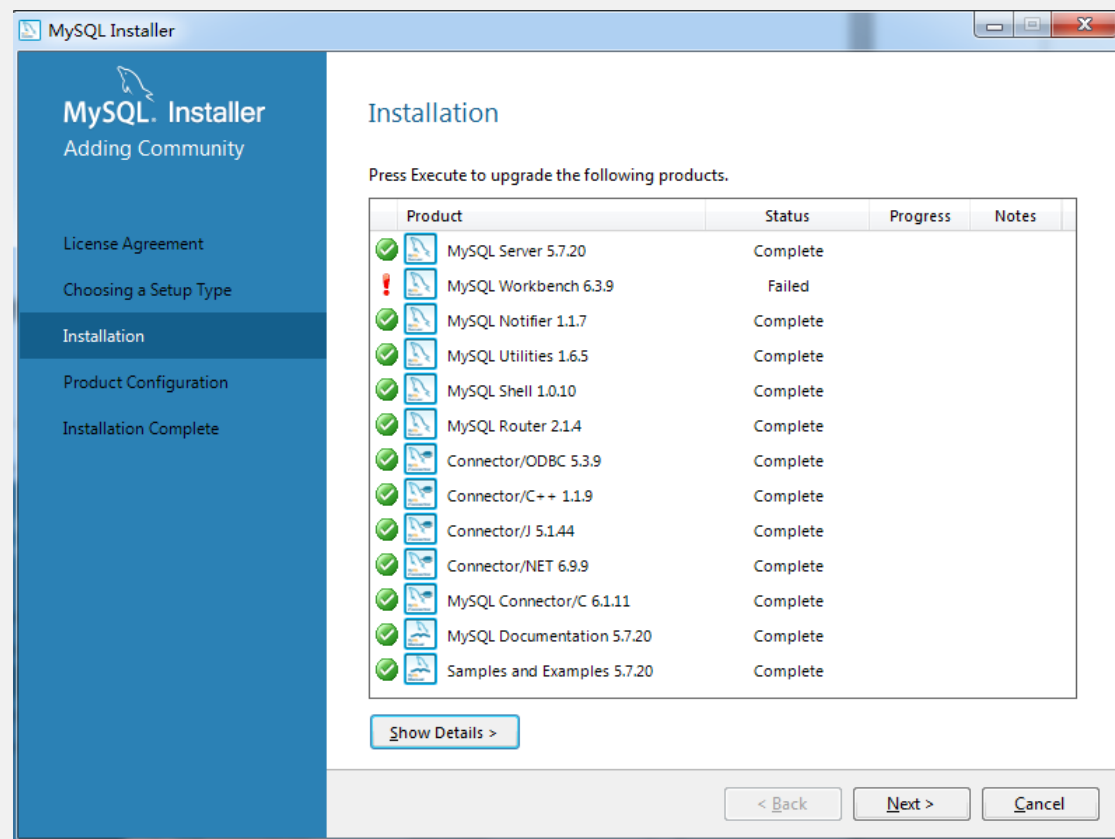 MySQL Installer
MySQL. Installer
Adding Community
License Agreement
Choosing a Setup Type
Installation
Product Configuration
Installation Complete
Installation
Press Execute to upgrade the following products.
Product Status Progress Notes
MySQL Server 5.7.20 Complete
MySQL Workbench 6.3.9 Failed
MySQL Notifier 1.1.7 Complete
MySQL Utilities 1.6.5 Complete
MySQL Shell 1.0.10 Complete
MySQL Router 2.1.4 Complete
Connector/ODBC 5.3.9 Complete
Connector/C++ 1.1.9 Complete
Connector/J 5.1.44 Complete
Connector/NET 6.9.9 Complete
MySQL Connector/C 6.1.11 Complete
MySQL Documentation 5.7.20 Complete
Samples and Examples 5.7.20 Complete
Show Details >
< Back Next > Cancel